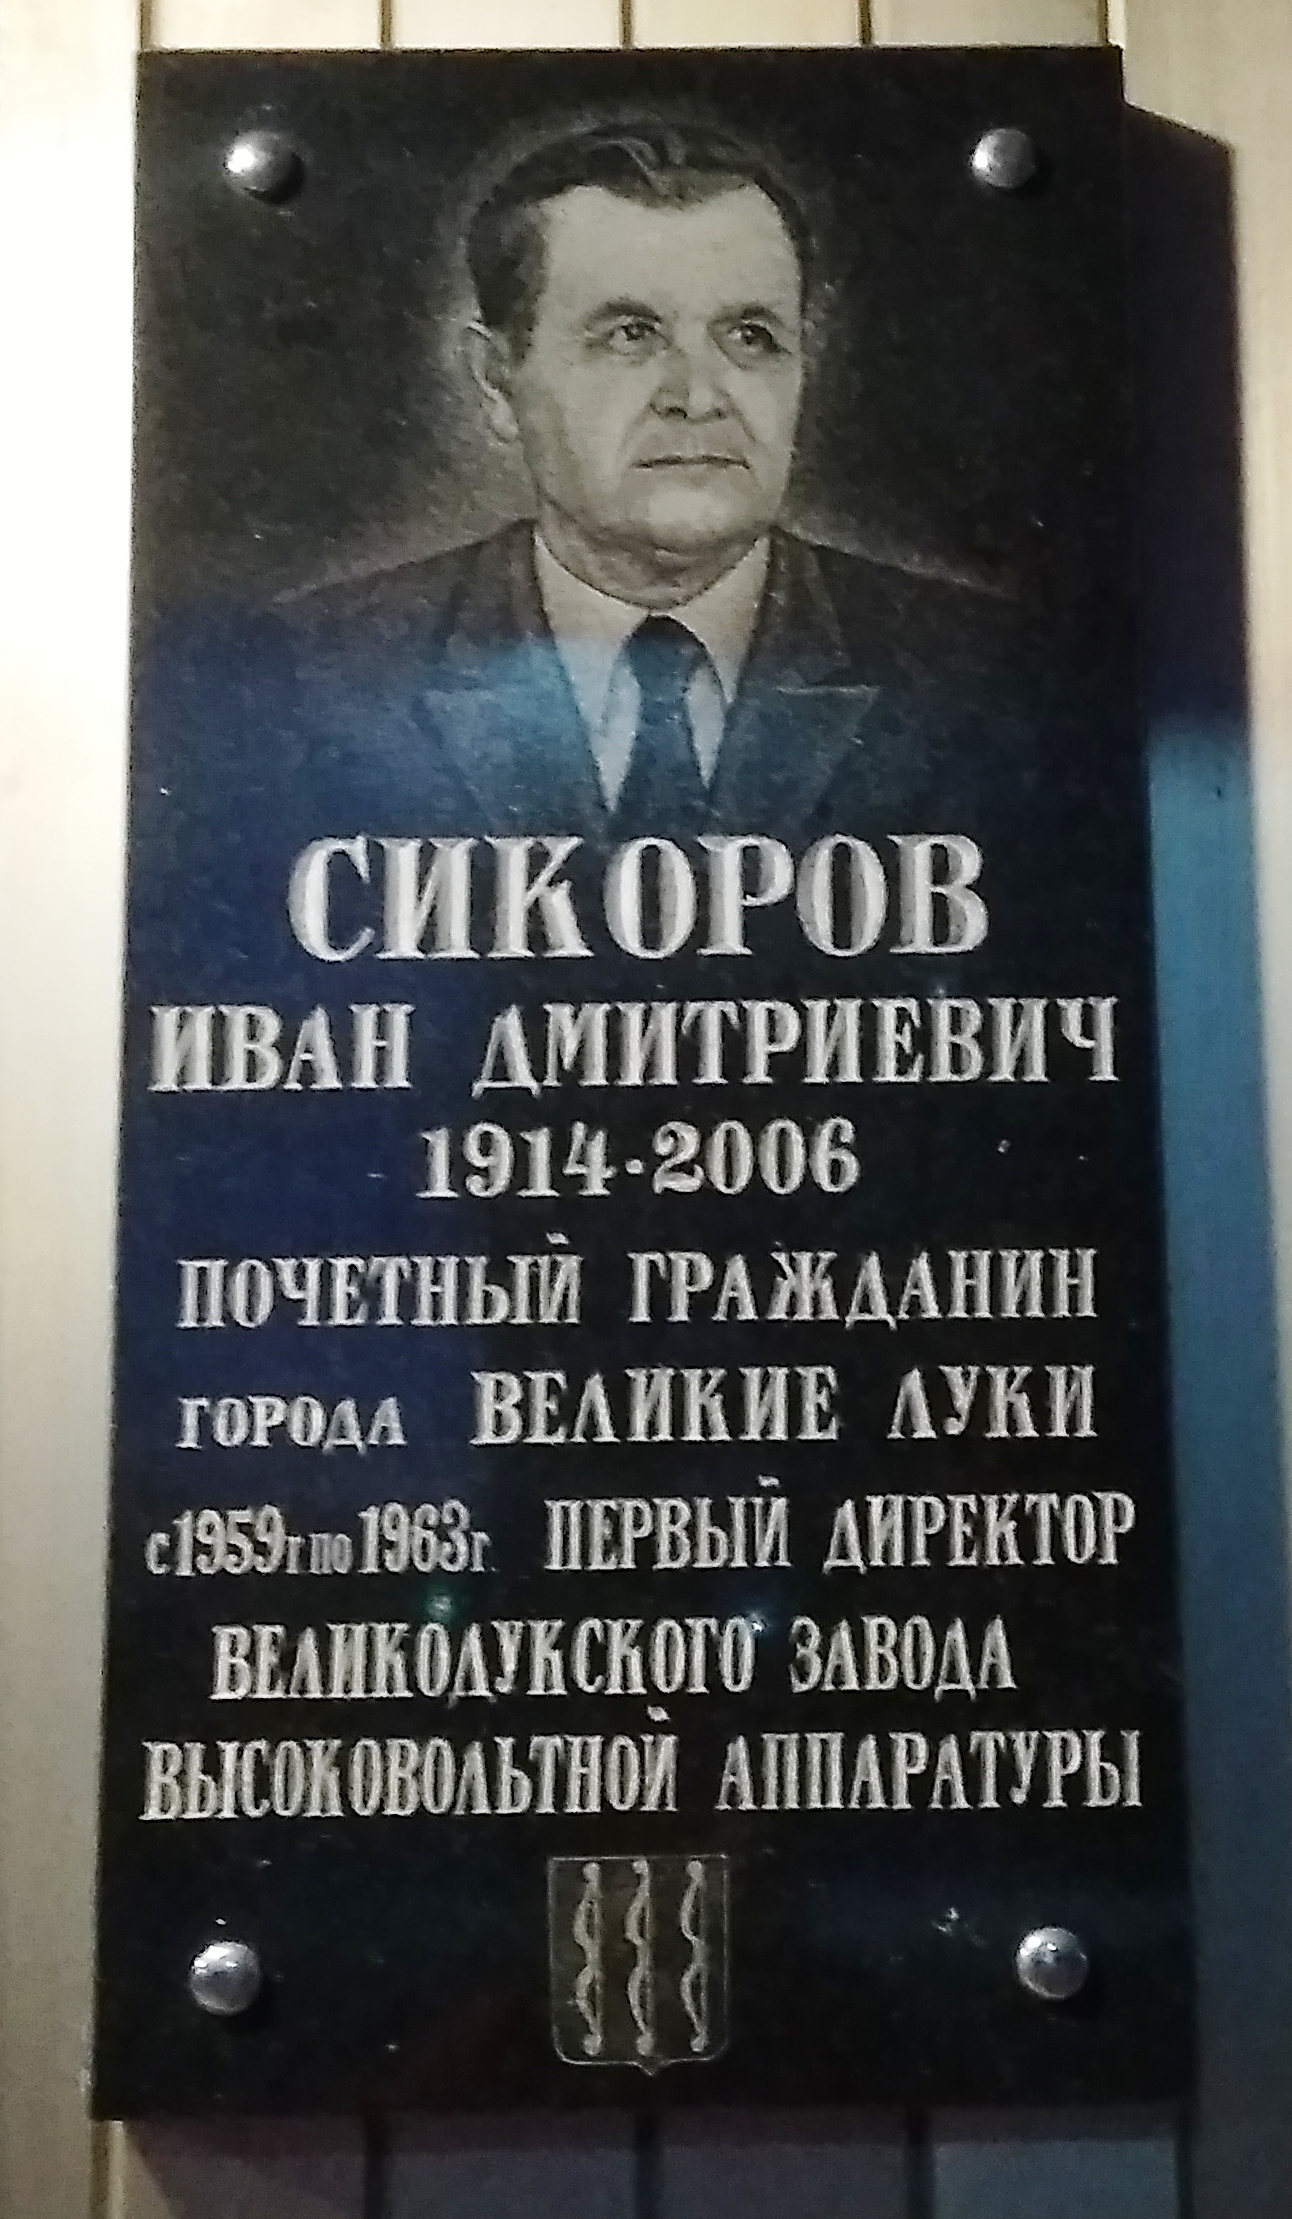 СИКОРОВ
ИВАН ДМИТРИЕВИЧ
1914-2006
ПОЧЕТНЫЙ ГРАЖДАНИН
ГОРОДА ВЕЛИКИЕ ЛУКИ
с 1959г по 1963г. ПЕРВЫЙ ДИРЕКТОР
ВЕЛИКОЛУКСКОГО ЗАВОДА
ВЫСОКОВОЛЬТНОЙ АППАРАТУРЫ